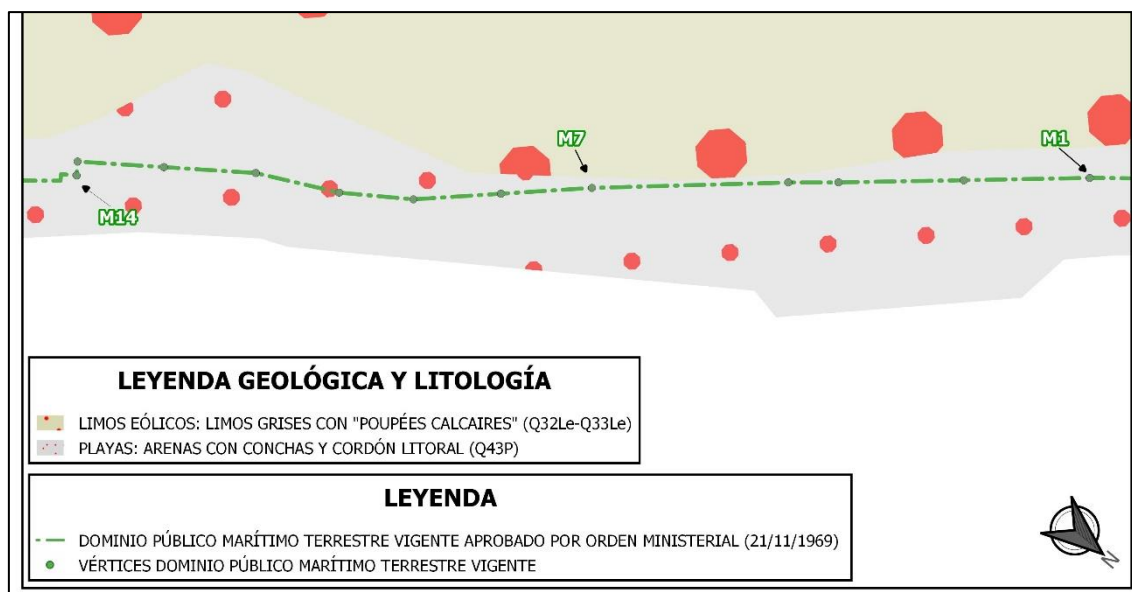 M7
M1
M14
LEYENDA GEOLÓGICA Y LITOLOGÍA
LIMOS EÓLICOS: LIMOS GRISES CON "POUPÉES CALCAIRES" (Q32Le-Q33Le)
PLAYAS: ARENAS CON CONCHAS Y CORDÓN LITORAL (Q43P)
LEYENDA
DOMINIO PÚBLICO MARÍTIMO TERRESTRE VIGENTE APROBADO POR ORDEN MINISTERIAL (21/11/1969)
VÉRTICES DOMINIO PÚBLICO MARÍTIMO TERRESTRE VIGENTE
N